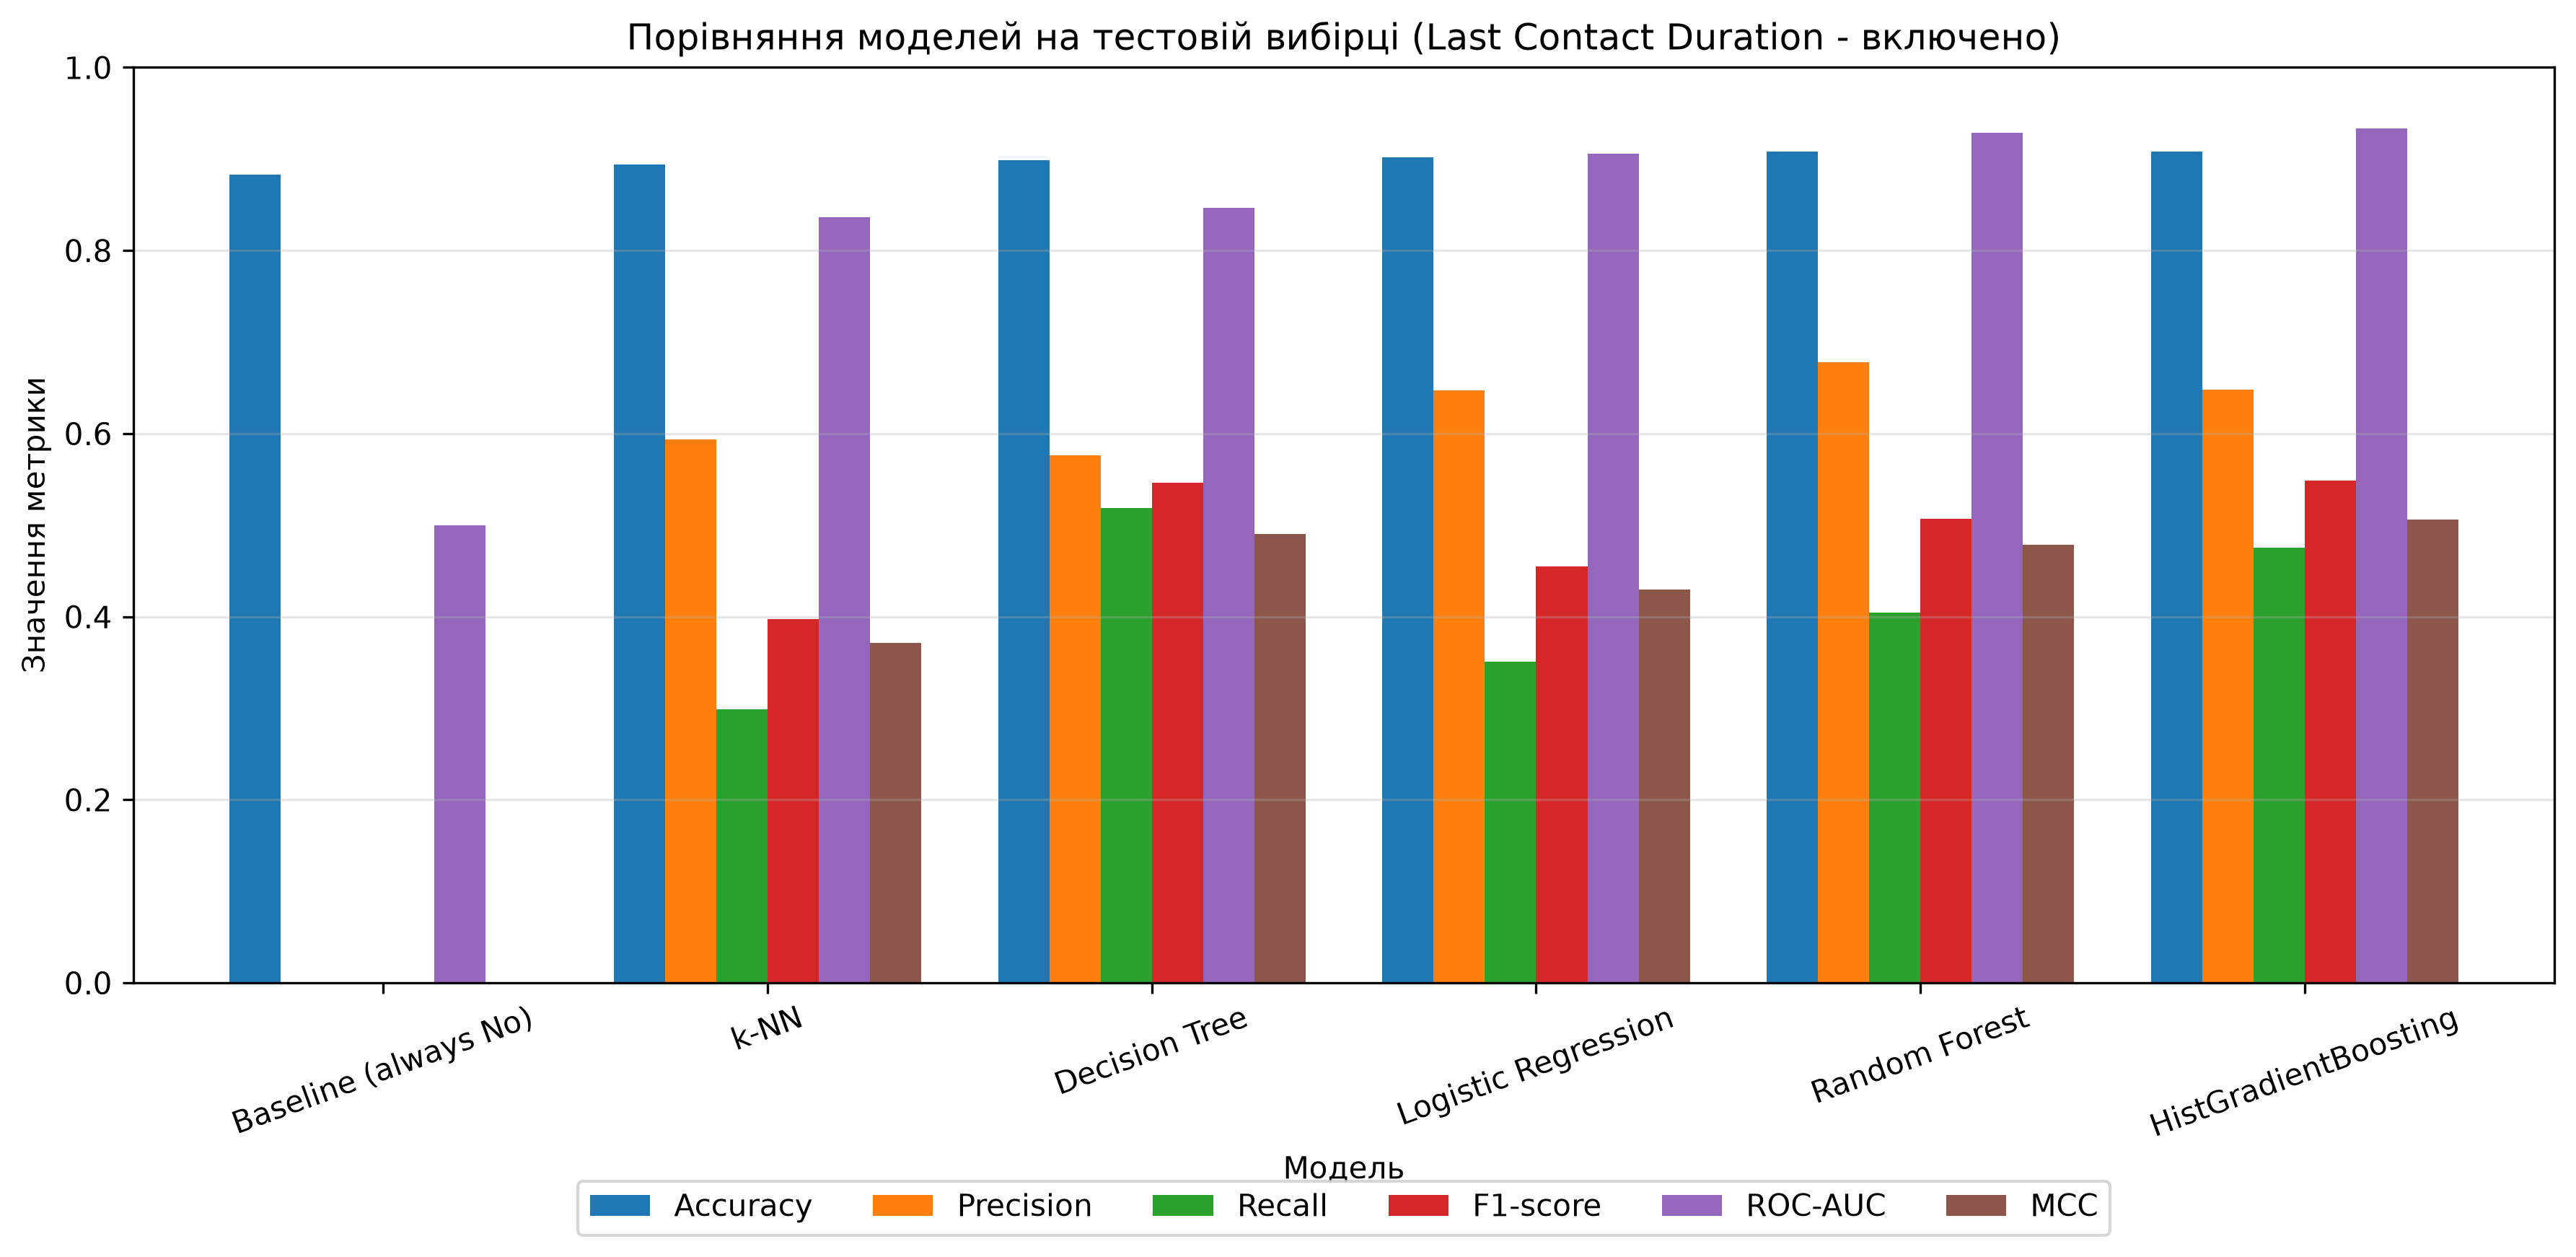 Порівняння моделей на тестовій вибірці (Last Contact Duration - включено)
Значення метрики
1.0
0.8
0.6
0.4
0.2
0.0
Baseline (always No)
k-NN
Decision Tree
Logistic Regression
Random Forest
HistGradientBoosting
Модель
Accuracy
Precision
Recall
F1-score
ROC-AUC
MCC